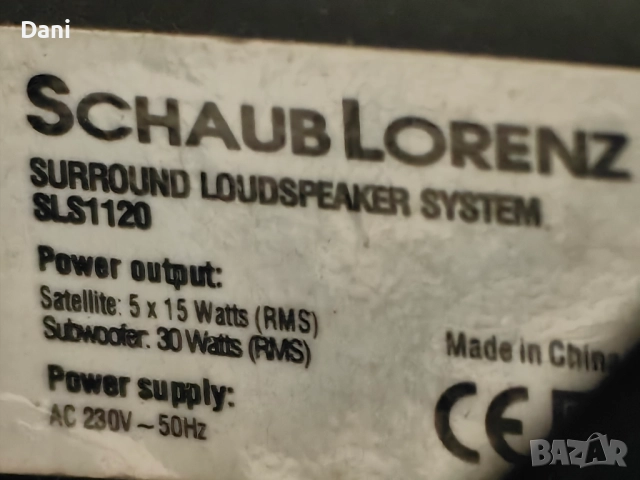 Dani
SCHAUB LORENZ
SURROUND LOUDSPEAKER SYSTEM
SLS1120
Power output:
Satellite: 5 x 15 Watts (RMS)
Subwoofer: 30 Watts (RMS)
Made in China
Power supply:
AC 230V ~ 50Hz
CE
BAZAR